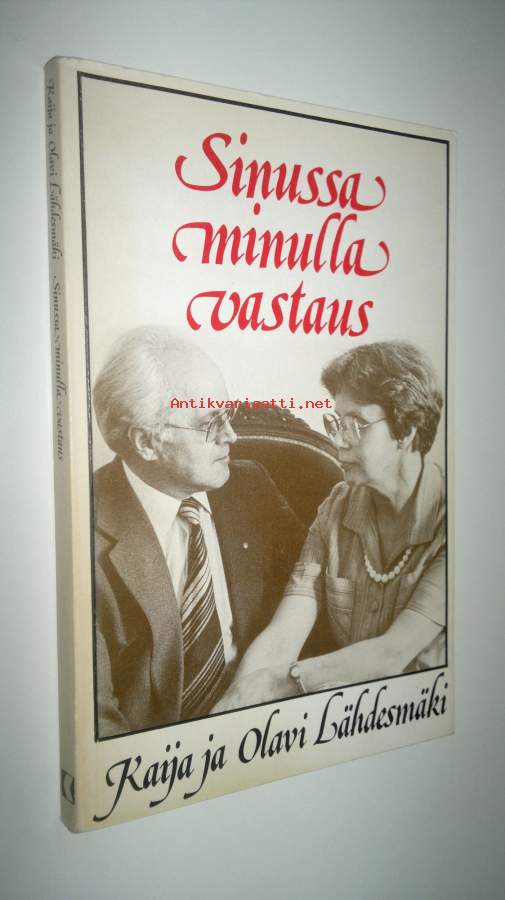 Sinussa
minulla
vastaus
Antikvariaatti.net
Kaija ja Olavi Lähdesmäki
Kaija ja Olavi Lähdesmäki Sinussa minulla vastaus